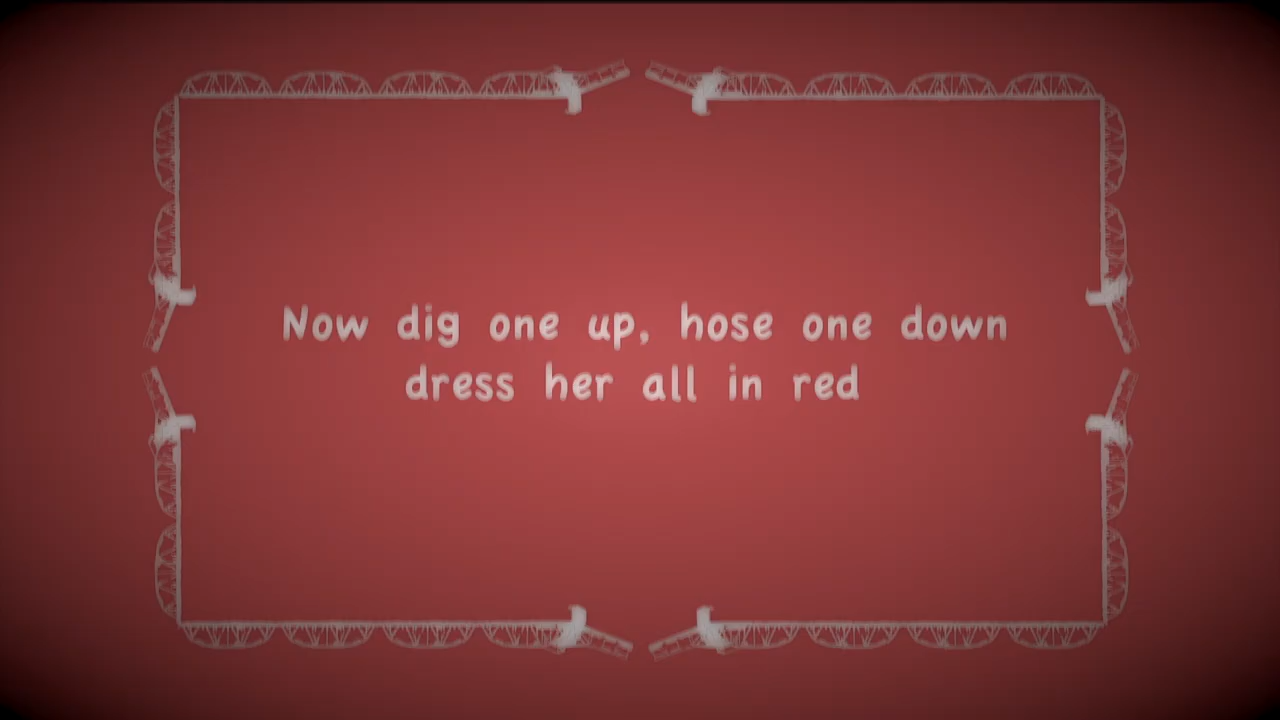 Now dig one up, hose one down
dress her all in red